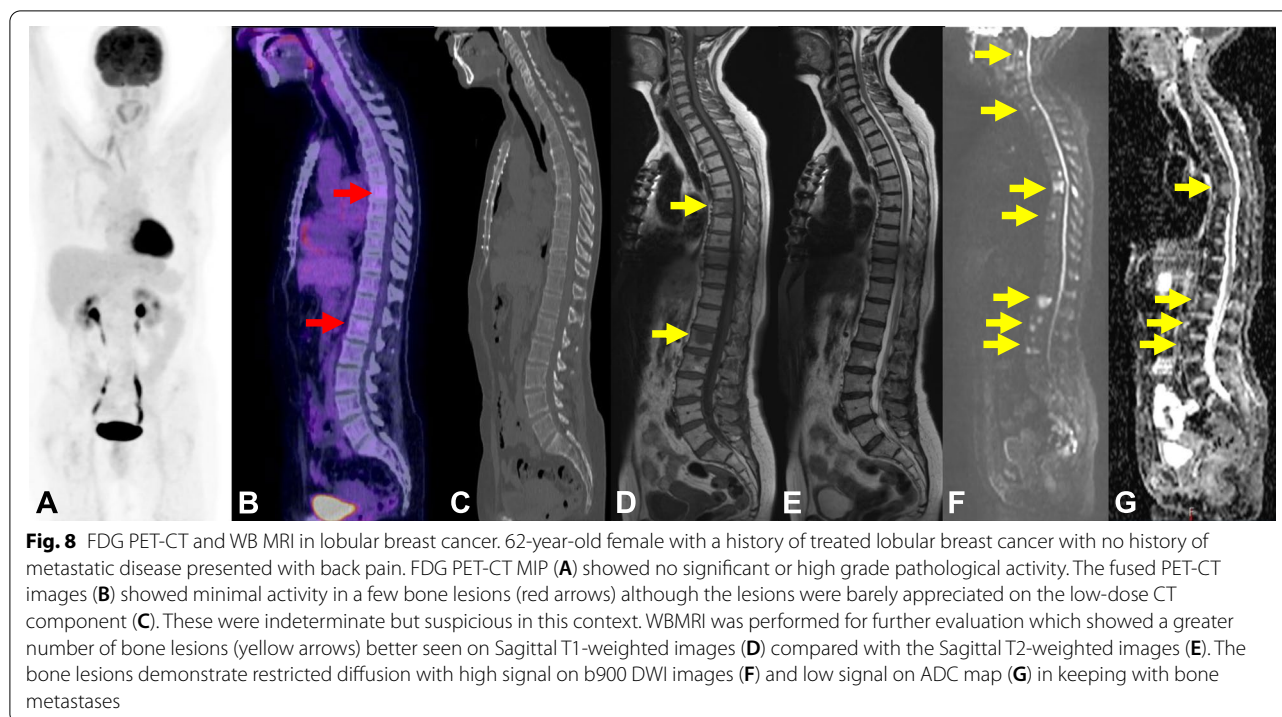 A B C D E F G
Fig. 8 FDG PET-CT and WB MRI in lobular breast cancer. 62-year-old female with a history of treated lobular breast cancer with no history of
metastatic disease presented with back pain. FDG PET-CT MIP (A) showed no significant or high grade pathological activity. The fused PET-CT
images (B) showed minimal activity in a few bone lesions (red arrows) although the lesions were barely appreciated on the low-dose CT
component (C). These were indeterminate but suspicious in this context. WBMRI was performed for further evaluation which showed a greater
number of bone lesions (yellow arrows) better seen on Sagittal T1-weighted images (D) compared with the Sagittal T2-weighted images (E). The
bone lesions demonstrate restricted diffusion with high signal on b900 DWI images (F) and low signal on ADC map (G) in keeping with bone
metastases